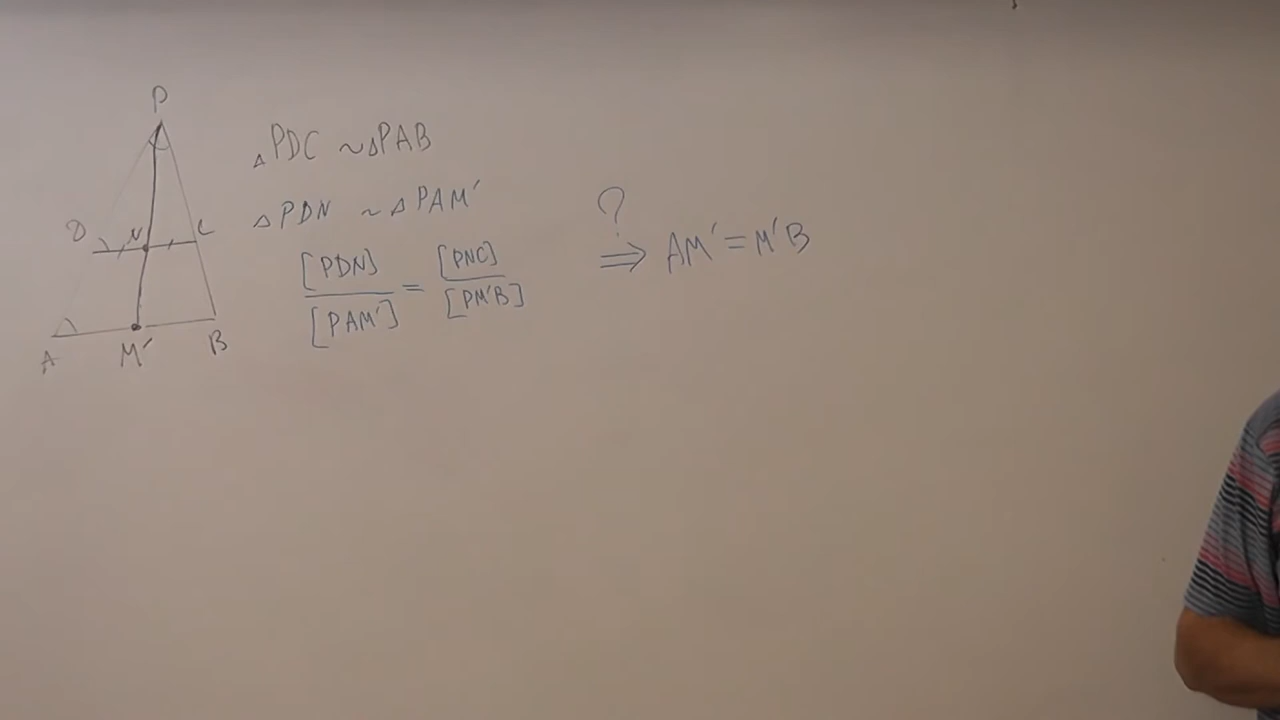 P
△PDC ~ △PAB
△PDN ~ △PAM'
D N C
[PDN] / [PAM'] = [PNC] / [PM'B]
?
⇒ AM' = M'B
A M' B